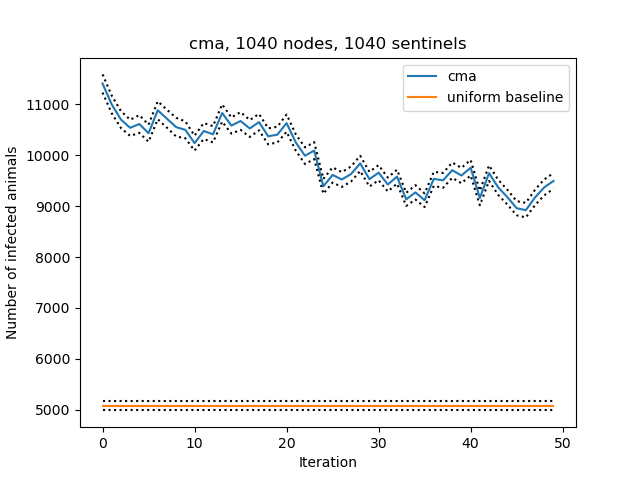 cma, 1040 nodes, 1040 sentinels
cma
uniform baseline
Number of infected animals
11000
10000
9000
8000
7000
6000
5000
0 10 20 30 40 50
Iteration